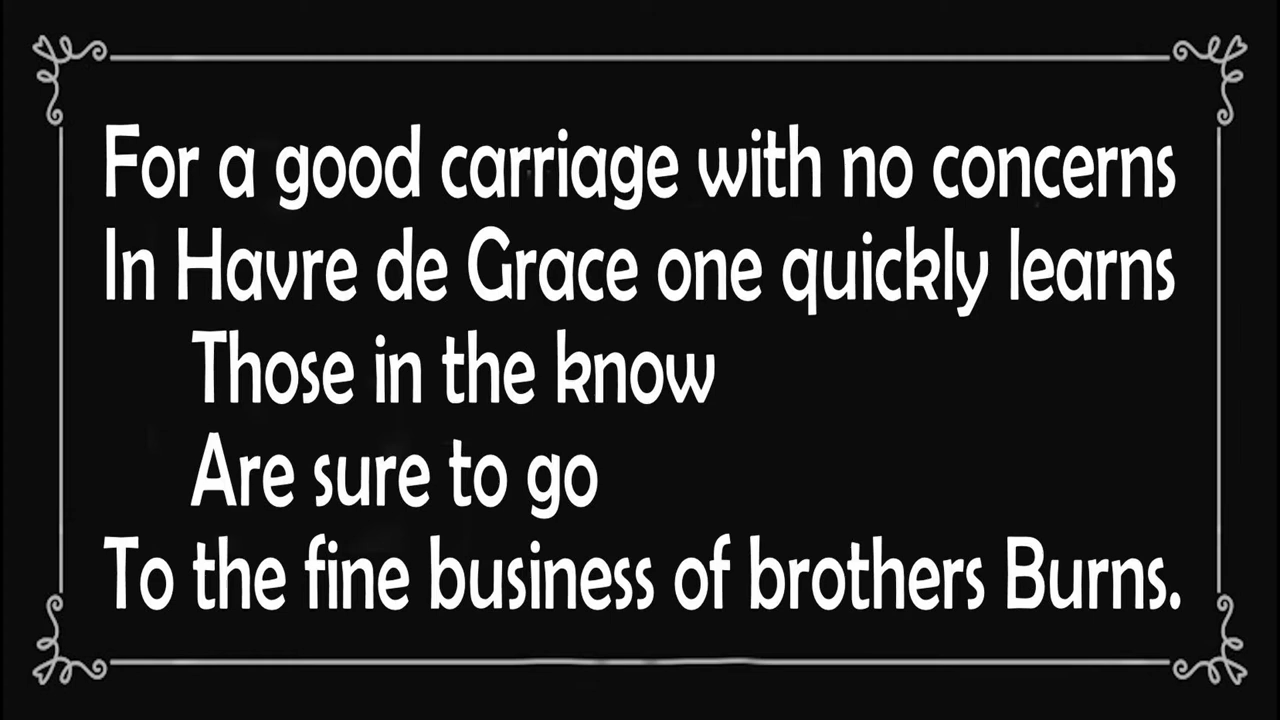 For a good carriage with no concerns
In Havre de Grace one quickly learns
Those in the know
Are sure to go
To the fine business of brothers Burns.